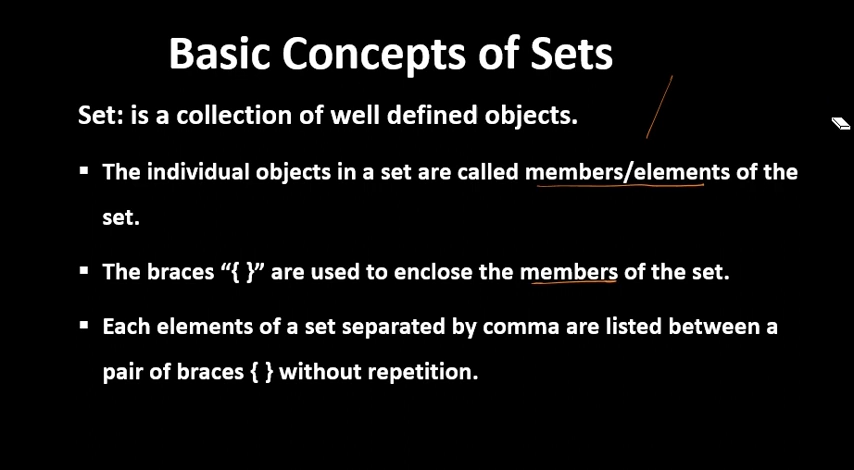 Basic Concepts of Sets
Set: is a collection of well defined objects.
▪ The individual objects in a set are called members/elements of the
set.
▪ The braces “{ }” are used to enclose the members of the set.
▪ Each elements of a set separated by comma are listed between a
pair of braces { } without repetition.